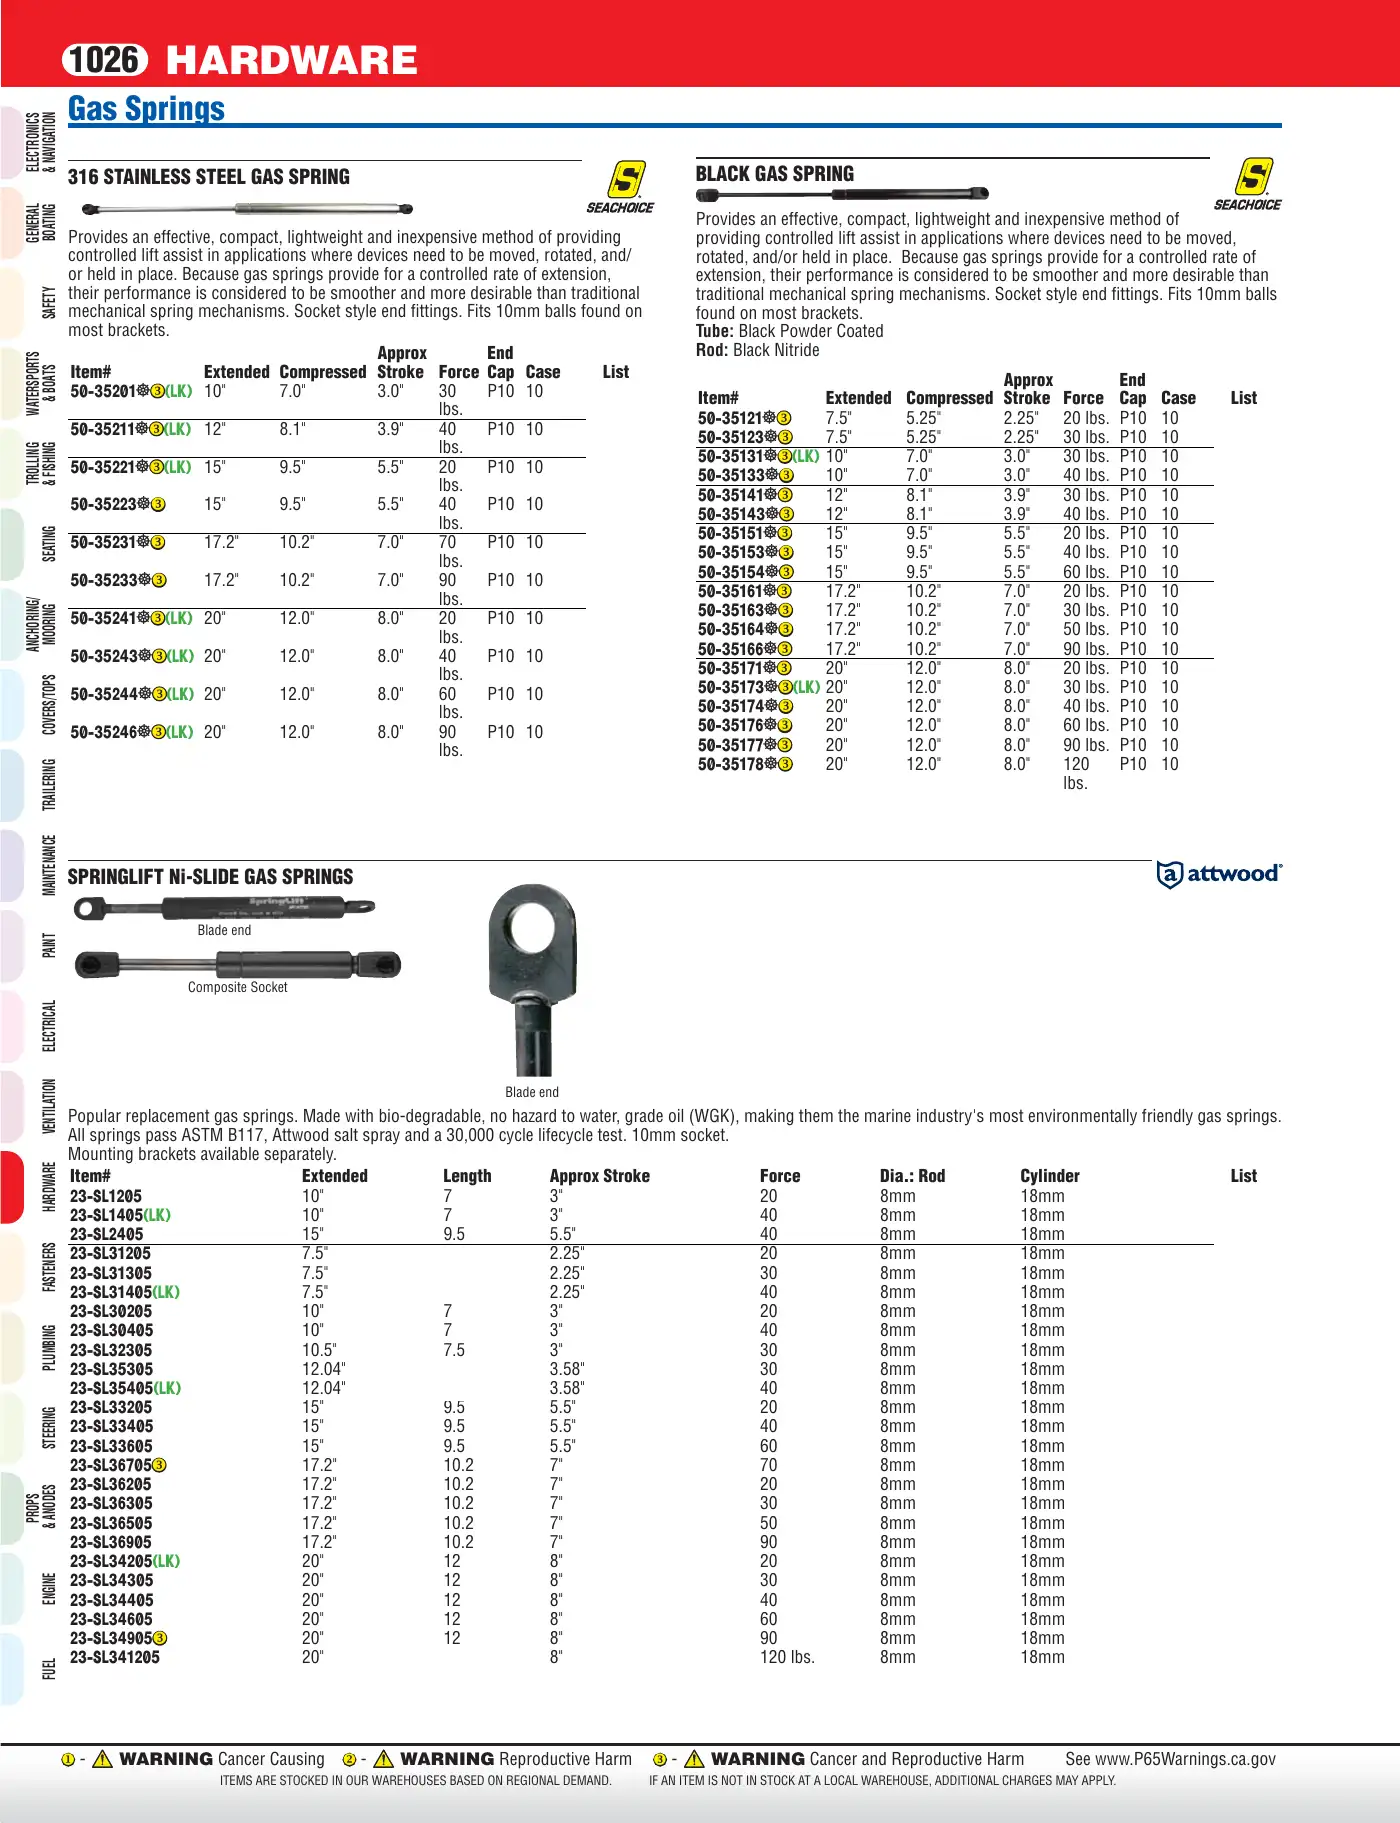 1026 HARDWARE
Gas Springs
ELECTRONICS
& NAVIGATION
GENERAL
BOATING
SAFETY
WATERSPORTS
& BOATS
TROLLING
& FISHING
SEATING
ANCHORING/
MOORING
COVERS/TOPS
TRAILERING
MAINTENANCE
PAINT
ELECTRICAL
VENTILATION
HARDWARE
FASTENERS
PLUMBING
STEERING
PROPS
& ANODES
ENGINE
FUEL
316 STAINLESS STEEL GAS SPRING
S
SEACHOICE
Provides an effective, compact, lightweight and inexpensive method of providing
controlled lift assist in applications where devices need to be moved, rotated, and/
or held in place. Because gas springs provide for a controlled rate of extension,
their performance is considered to be smoother and more desirable than traditional
mechanical spring mechanisms. Socket style end fittings. Fits 10mm balls found on
most brackets.
Approx End
Item# Extended Compressed Stroke Force Cap Case List
50-35201☸3(LK) 10" 7.0" 3.0" 30 P10 10
lbs.
50-35211☸3(LK) 12" 8.1" 3.9" 40 P10 10
lbs.
50-35221☸3(LK) 15" 9.5" 5.5" 20 P10 10
lbs.
50-35223☸3 15" 9.5" 5.5" 40 P10 10
lbs.
50-35231☸3 17.2" 10.2" 7.0" 70 P10 10
lbs.
50-35233☸3 17.2" 10.2" 7.0" 90 P10 10
lbs.
50-35241☸3(LK) 20" 12.0" 8.0" 20 P10 10
lbs.
50-35243☸3(LK) 20" 12.0" 8.0" 40 P10 10
lbs.
50-35244☸3(LK) 20" 12.0" 8.0" 60 P10 10
lbs.
50-35246☸3(LK) 20" 12.0" 8.0" 90 P10 10
lbs.
BLACK GAS SPRING
S
SEACHOICE
Provides an effective, compact, lightweight and inexpensive method of
providing controlled lift assist in applications where devices need to be moved,
rotated, and/or held in place. Because gas springs provide for a controlled rate of
extension, their performance is considered to be smoother and more desirable than
traditional mechanical spring mechanisms. Socket style end fittings. Fits 10mm balls
found on most brackets.
Tube: Black Powder Coated
Rod: Black Nitride
Approx End
Item# Extended Compressed Stroke Force Cap Case List
50-35121☸3 7.5" 5.25" 2.25" 20 lbs. P10 10
50-35123☸3 7.5" 5.25" 2.25" 30 lbs. P10 10
50-35131☸3(LK) 10" 7.0" 3.0" 30 lbs. P10 10
50-35133☸3 10" 7.0" 3.0" 40 lbs. P10 10
50-35141☸3 12" 8.1" 3.9" 30 lbs. P10 10
50-35143☸3 12" 8.1" 3.9" 40 lbs. P10 10
50-35151☸3 15" 9.5" 5.5" 20 lbs. P10 10
50-35153☸3 15" 9.5" 5.5" 40 lbs. P10 10
50-35154☸3 15" 9.5" 5.5" 60 lbs. P10 10
50-35161☸3 17.2" 10.2" 7.0" 20 lbs. P10 10
50-35163☸3 17.2" 10.2" 7.0" 30 lbs. P10 10
50-35164☸3 17.2" 10.2" 7.0" 50 lbs. P10 10
50-35166☸3 17.2" 10.2" 7.0" 90 lbs. P10 10
50-35171☸3 20" 12.0" 8.0" 20 lbs. P10 10
50-35173☸3(LK) 20" 12.0" 8.0" 30 lbs. P10 10
50-35174☸3 20" 12.0" 8.0" 40 lbs. P10 10
50-35176☸3 20" 12.0" 8.0" 60 lbs. P10 10
50-35177☸3 20" 12.0" 8.0" 90 lbs. P10 10
50-35178☸3 20" 12.0" 8.0" 120 P10 10
lbs.
SPRINGLIFT Ni-SLIDE GAS SPRINGS
a attwood®
SpringLift
Blade end
Composite Socket
Blade end
Popular replacement gas springs. Made with bio-degradable, no hazard to water, grade oil (WGK), making them the marine industry's most environmentally friendly gas springs.
All springs pass ASTM B117, Attwood salt spray and a 30,000 cycle lifecycle test. 10mm socket.
Mounting brackets available separately.
Item# Extended Length Approx Stroke Force Dia.: Rod Cylinder List
23-SL1205 10" 7 3" 20 8mm 18mm
23-SL1405(LK) 10" 7 3" 40 8mm 18mm
23-SL2405 15" 9.5 5.5" 40 8mm 18mm
23-SL31205 7.5" 2.25" 20 8mm 18mm
23-SL31305 7.5" 2.25" 30 8mm 18mm
23-SL31405(LK) 7.5" 2.25" 40 8mm 18mm
23-SL30205 10" 7 3" 20 8mm 18mm
23-SL30405 10" 7 3" 40 8mm 18mm
23-SL32305 10.5" 7.5 3" 30 8mm 18mm
23-SL35305 12.04" 3.58" 30 8mm 18mm
23-SL35405(LK) 12.04" 3.58" 40 8mm 18mm
23-SL33205 15" 9.5 5.5" 20 8mm 18mm
23-SL33405 15" 9.5 5.5" 40 8mm 18mm
23-SL33605 15" 9.5 5.5" 60 8mm 18mm
23-SL36705 3 17.2" 10.2 7" 70 8mm 18mm
23-SL36205 17.2" 10.2 7" 20 8mm 18mm
23-SL36305 17.2" 10.2 7" 30 8mm 18mm
23-SL36505 17.2" 10.2 7" 50 8mm 18mm
23-SL36905 17.2" 10.2 7" 90 8mm 18mm
23-SL34205(LK) 20" 12 8" 20 8mm 18mm
23-SL34305 20" 12 8" 30 8mm 18mm
23-SL34405 20" 12 8" 40 8mm 18mm
23-SL34605 20" 12 8" 60 8mm 18mm
23-SL34905 3 20" 12 8" 90 8mm 18mm
23-SL341205 20" 8" 120 lbs. 8mm 18mm
1 - ⚠ WARNING Cancer Causing 2 - ⚠ WARNING Reproductive Harm 3 - ⚠ WARNING Cancer and Reproductive Harm See www.P65Warnings.ca.gov
ITEMS ARE STOCKED IN OUR WAREHOUSES BASED ON REGIONAL DEMAND. IF AN ITEM IS NOT IN STOCK AT A LOCAL WAREHOUSE, ADDITIONAL CHARGES MAY APPLY.